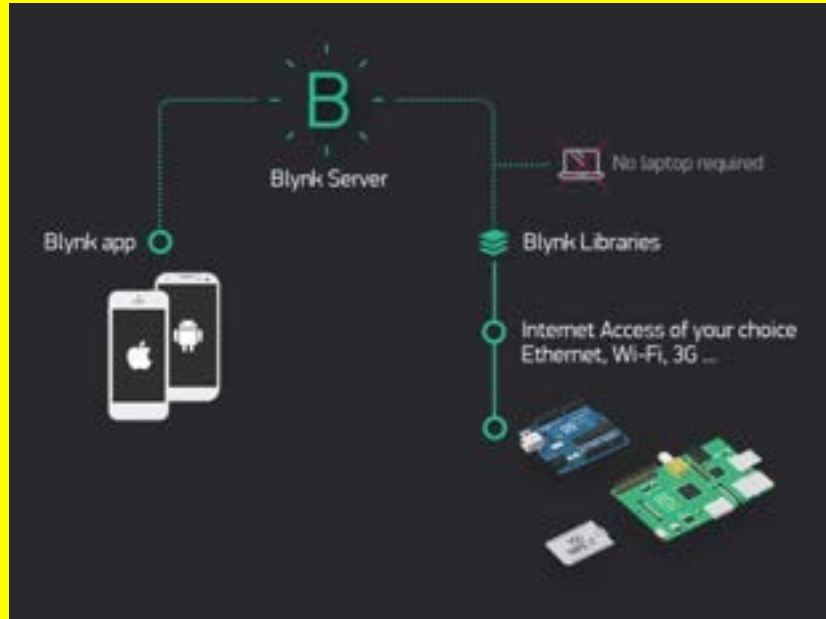 B
Blynk Server
No laptop required
Blynk app
Blynk Libraries
Internet Access of your choice
Ethernet, Wi-Fi, 3G ...